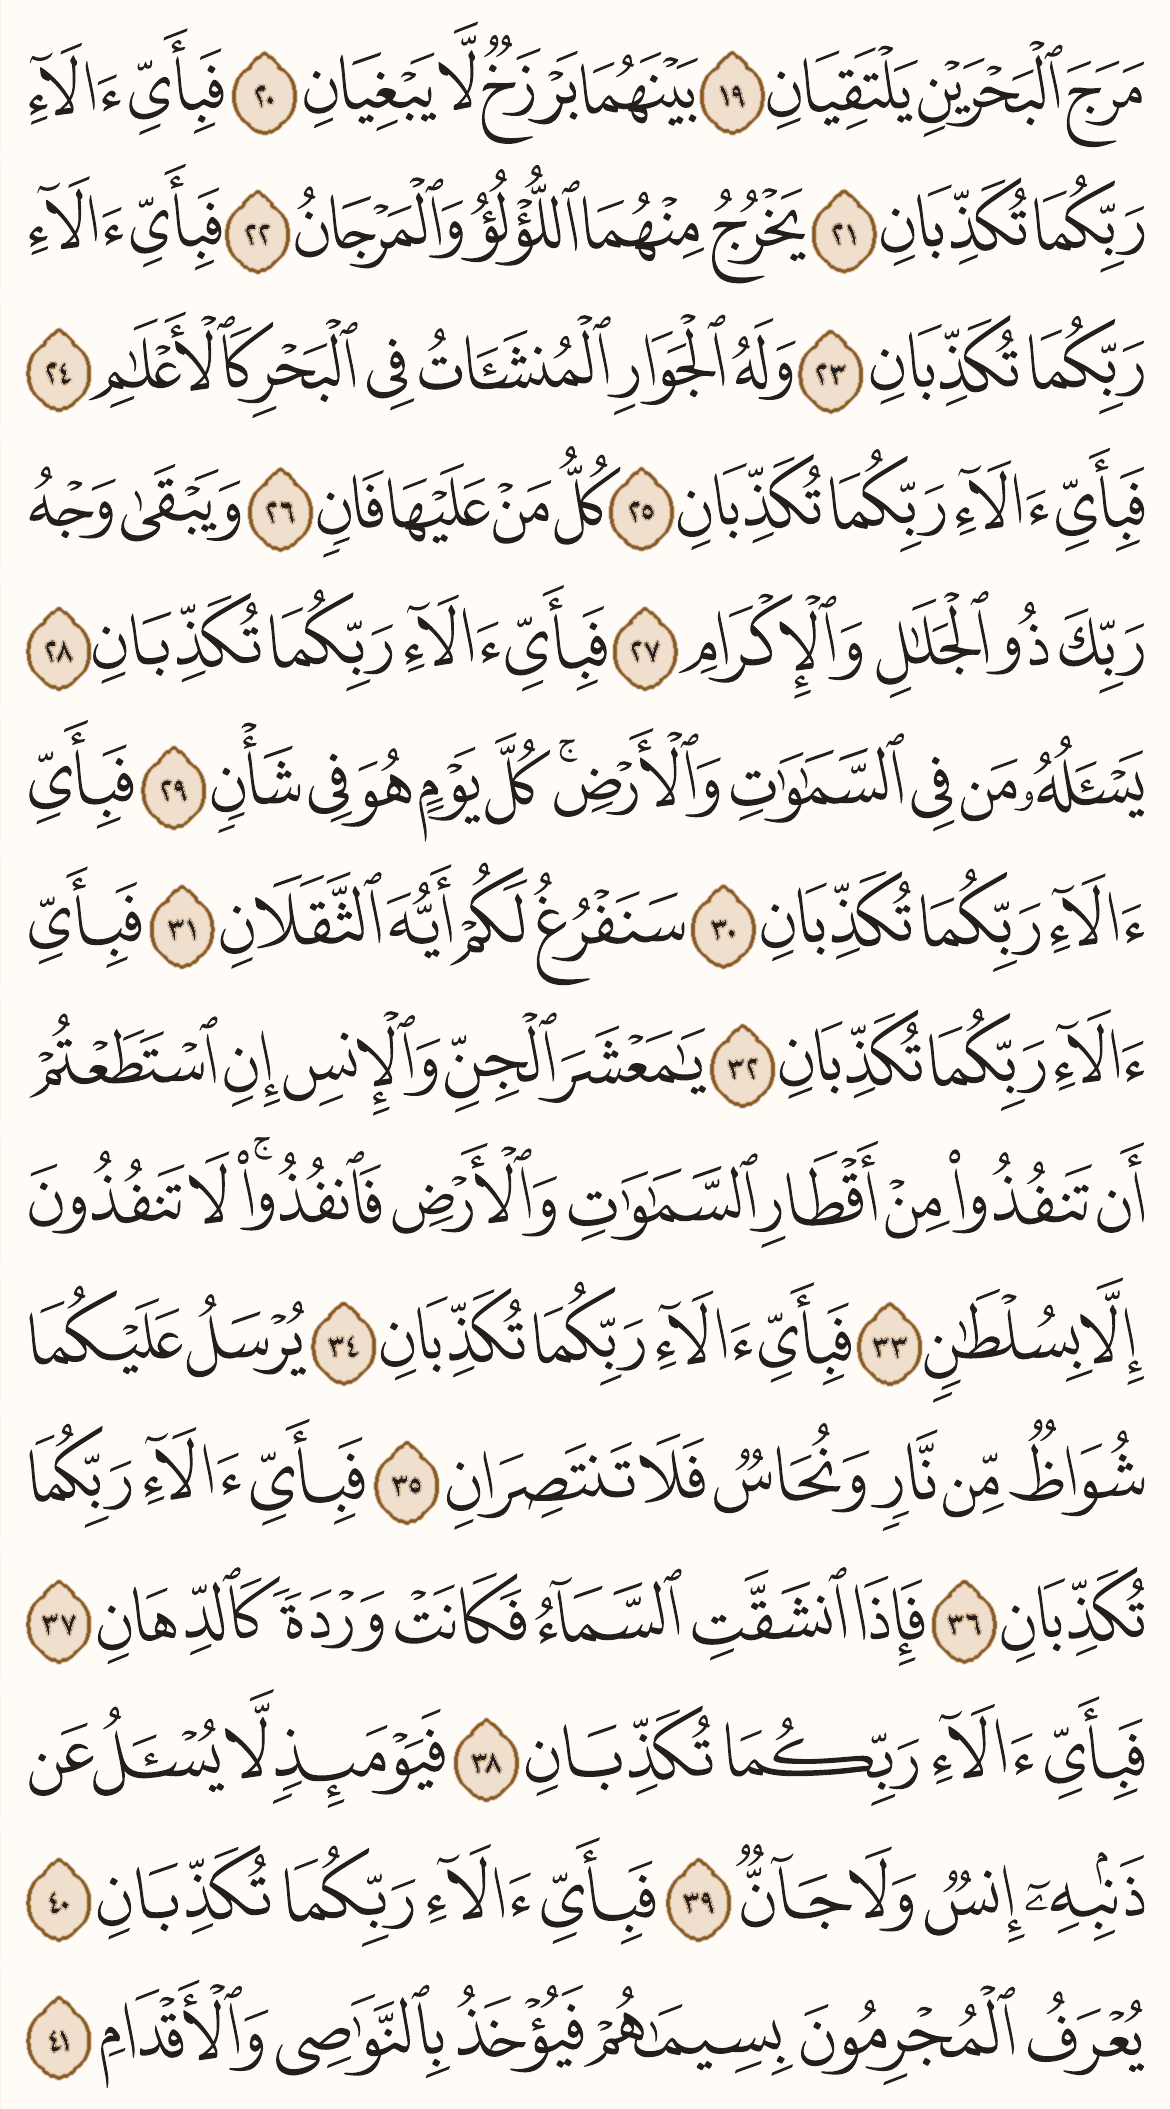 مَرَجَ ٱلْبَحْرَيْنِ يَلْتَقِيَانِ ١٩ بَيْنَهُمَا بَرْزَخٌ لَّا يَبْغِيَانِ ٢٠ فَبِأَيِّ ءَالَآءِ
رَبِّكُمَا تُكَذِّبَانِ ٢١ يَخْرُجُ مِنْهُمَا ٱللُّؤْلُؤُ وَٱلْمَرْجَانُ ٢٢ فَبِأَيِّ ءَالَآءِ
رَبِّكُمَا تُكَذِّبَانِ ٢٣ وَلَهُ ٱلْجَوَارِ ٱلْمُنشَـَٔاتُ فِى ٱلْبَحْرِ كَٱلْأَعْلَـٰمِ ٢٤
فَبِأَيِّ ءَالَآءِ رَبِّكُمَا تُكَذِّبَانِ ٢٥ كُلُّ مَنْ عَلَيْهَا فَانٍ ٢٦ وَيَبْقَىٰ وَجْهُ
رَبِّكَ ذُو ٱلْجَلَـٰلِ وَٱلْإِكْرَامِ ٢٧ فَبِأَيِّ ءَالَآءِ رَبِّكُمَا تُكَذِّبَانِ ٢٨
يَسْـَٔلُهُۥ مَن فِى ٱلسَّمَـٰوَٰتِ وَٱلْأَرْضِ ۚ كُلَّ يَوْمٍ هُوَ فِى شَأْنٍ ٢٩ فَبِأَيِّ
ءَالَآءِ رَبِّكُمَا تُكَذِّبَانِ ٣٠ سَنَفْرُغُ لَكُمْ أَيُّهَ ٱلثَّقَلَانِ ٣١ فَبِأَيِّ
ءَالَآءِ رَبِّكُمَا تُكَذِّبَانِ ٣٢ يَـٰمَعْشَرَ ٱلْجِنِّ وَٱلْإِنسِ إِنِ ٱسْتَطَعْتُمْ
أَن تَنفُذُوا۟ مِنْ أَقْطَارِ ٱلسَّمَـٰوَٰتِ وَٱلْأَرْضِ فَٱنفُذُوا۟ ۚ لَا تَنفُذُونَ
إِلَّا بِسُلْطَـٰنٍ ٣٣ فَبِأَيِّ ءَالَآءِ رَبِّكُمَا تُكَذِّبَانِ ٣٤ يُرْسَلُ عَلَيْكُمَا
شُوَاظٌ مِّن نَّارٍ وَنُحَاسٌ فَلَا تَنتَصِرَانِ ٣٥ فَبِأَيِّ ءَالَآءِ رَبِّكُمَا
تُكَذِّبَانِ ٣٦ فَإِذَا ٱنشَقَّتِ ٱلسَّمَآءُ فَكَانَتْ وَرْدَةً كَٱلدِّهَانِ ٣٧
فَبِأَيِّ ءَالَآءِ رَبِّكُمَا تُكَذِّبَانِ ٣٨ فَيَوْمَئِذٍ لَّا يُسْـَٔلُ عَن
ذَنۢبِهِۦٓ إِنسٌ وَلَا جَآنٌّ ٣٩ فَبِأَيِّ ءَالَآءِ رَبِّكُمَا تُكَذِّبَانِ ٤٠
يُعْرَفُ ٱلْمُجْرِمُونَ بِسِيمَـٰهُمْ فَيُؤْخَذُ بِٱلنَّوَٰصِى وَٱلْأَقْدَامِ ٤١